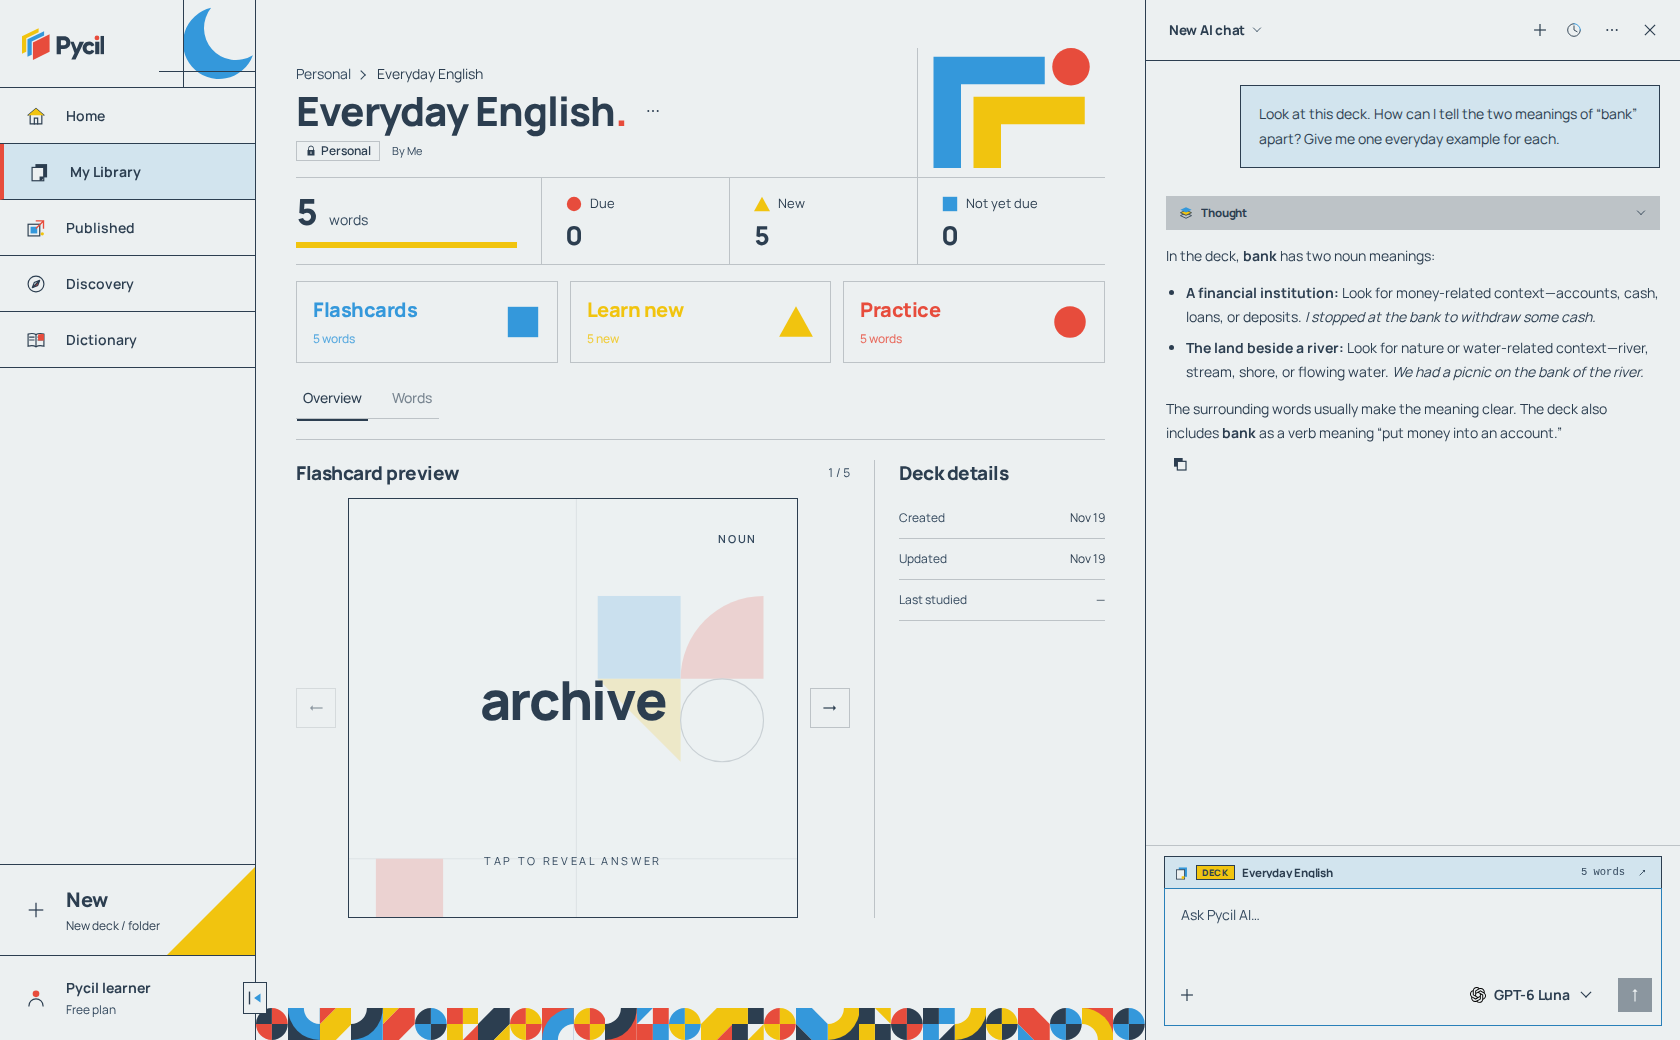 Pycil
Home
My Library
Published
Discovery
Dictionary
New
New deck / folder
Pycil learner
Free plan
Personal > Everyday English
Everyday English.
Personal
By Me
5 words
Due
0
New
5
Not yet due
0
Flashcards
5 words
Learn new
5 new
Practice
5 words
Overview
Words
Flashcard preview
1 / 5
NOUN
archive
TAP TO REVEAL ANSWER
Deck details
Created Nov 19
Updated Nov 19
Last studied –
New AI chat
Look at this deck. How can I tell the two meanings of “bank”
apart? Give me one everyday example for each.
Thought
In the deck, bank has two noun meanings:
• A financial institution: Look for money-related context—accounts, cash,
loans, or deposits. I stopped at the bank to withdraw some cash.
• The land beside a river: Look for nature or water-related context—river,
stream, shore, or flowing water. We had a picnic on the bank of the river.
The surrounding words usually make the meaning clear. The deck also
includes bank as a verb meaning “put money into an account.”
DECK Everyday English 5 words
Ask Pycil AI...
GPT-6 Luna